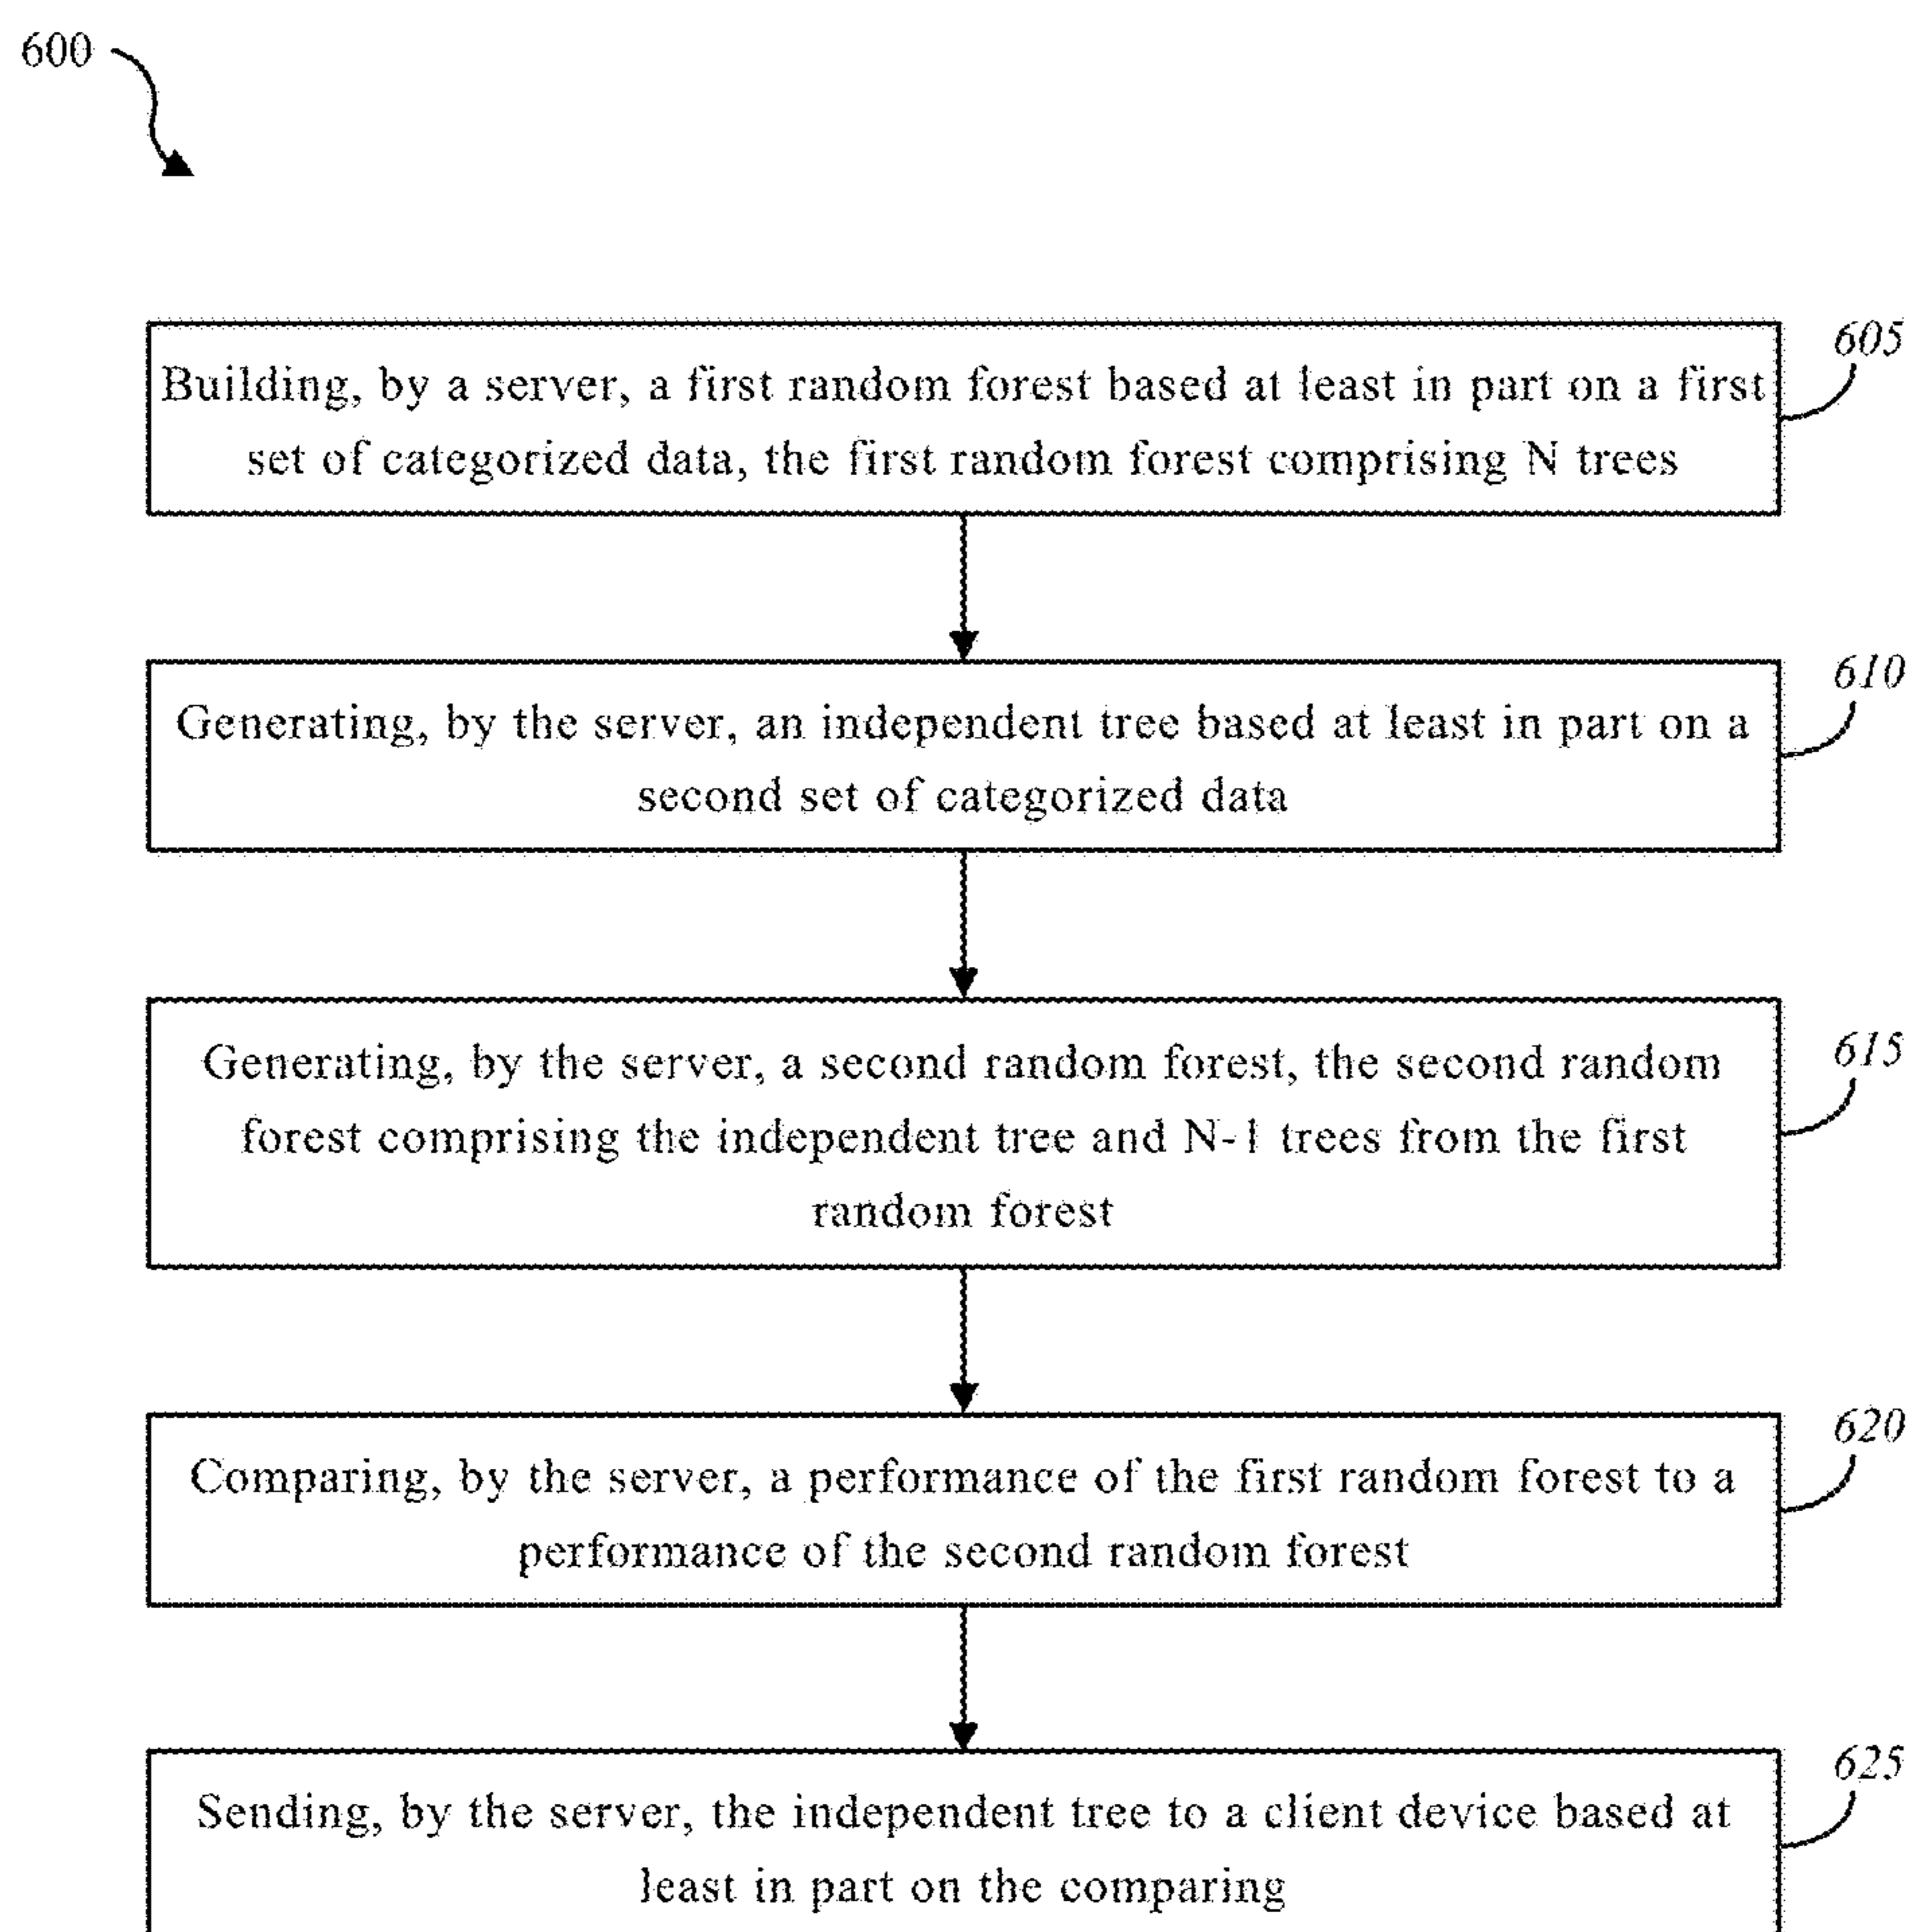 600
605
Building, by a server, a first random forest based at least in part on a first
set of categorized data, the first random forest comprising N trees
610
Generating, by the server, an independent tree based at least in part on a
second set of categorized data
615
Generating, by the server, a second random forest, the second random
forest comprising the independent tree and N-1 trees from the first
random forest
620
Comparing, by the server, a performance of the first random forest to a
performance of the second random forest
625
Sending, by the server, the independent tree to a client device based at
least in part on the comparing